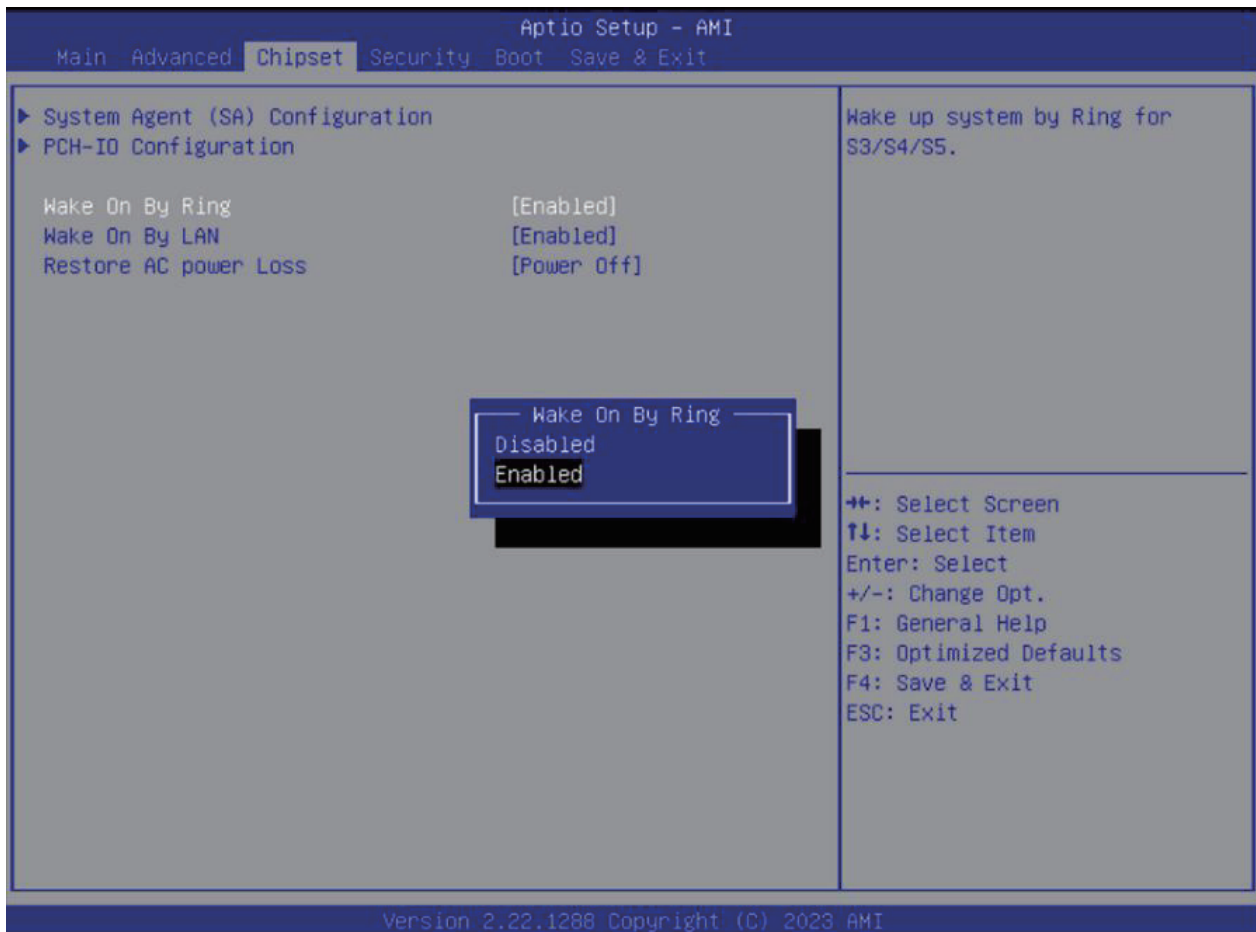 Aptio Setup - AMI
Main Advanced Chipset Security Boot Save & Exit
▶ System Agent (SA) Configuration
▶ PCH-IO Configuration
Wake On By Ring [Enabled]
Wake On By LAN [Enabled]
Restore AC power Loss [Power Off]
Wake On By Ring
Disabled
Enabled
Wake up system by Ring for
S3/S4/S5.
→←: Select Screen
↑↓: Select Item
Enter: Select
+/-: Change Opt.
F1: General Help
F3: Optimized Defaults
F4: Save & Exit
ESC: Exit
Version 2.22.1288 Copyright (C) 2023 AMI